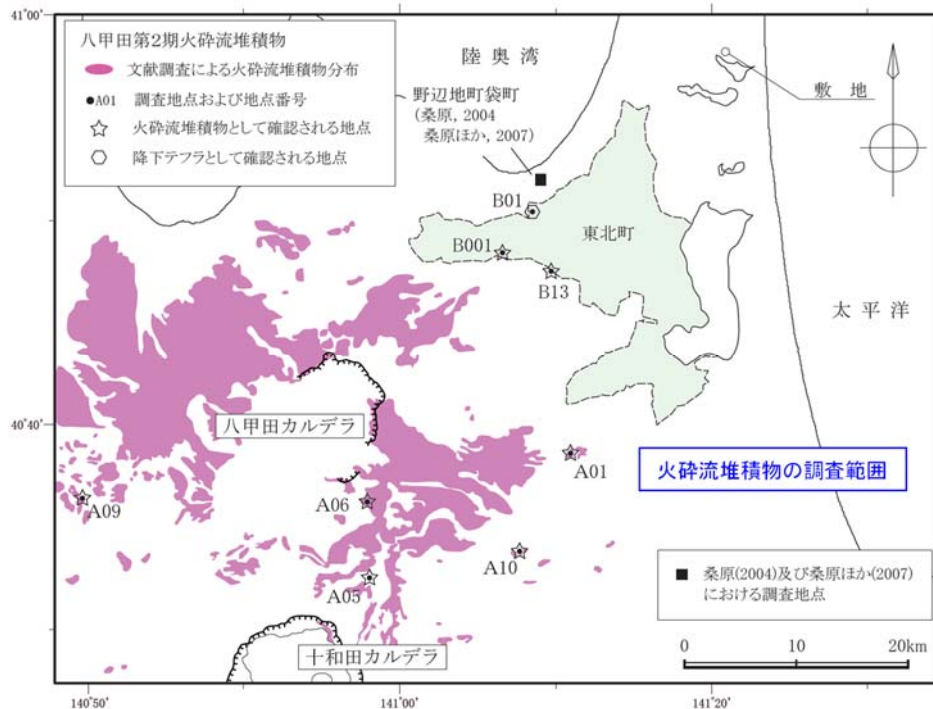 41°00'
八甲田第2期火砕流堆積物
文献調査による火砕流堆積物分布
A01 調査地点および地点番号
火砕流堆積物として確認される地点
降下テフラとして確認される地点
陸奥湾
野辺地町袋町
(桑原, 2004
桑原ほか, 2007)
敷地
B01
B001
B13
東北町
太平洋
40°40'
八甲田カルデラ
A01
火砕流堆積物の調査範囲
A09
A06
A10
A05
桑原(2004)及び桑原ほか(2007)
における調査地点
十和田カルデラ
0 10 20km
140°50' 141°00' 141°20'